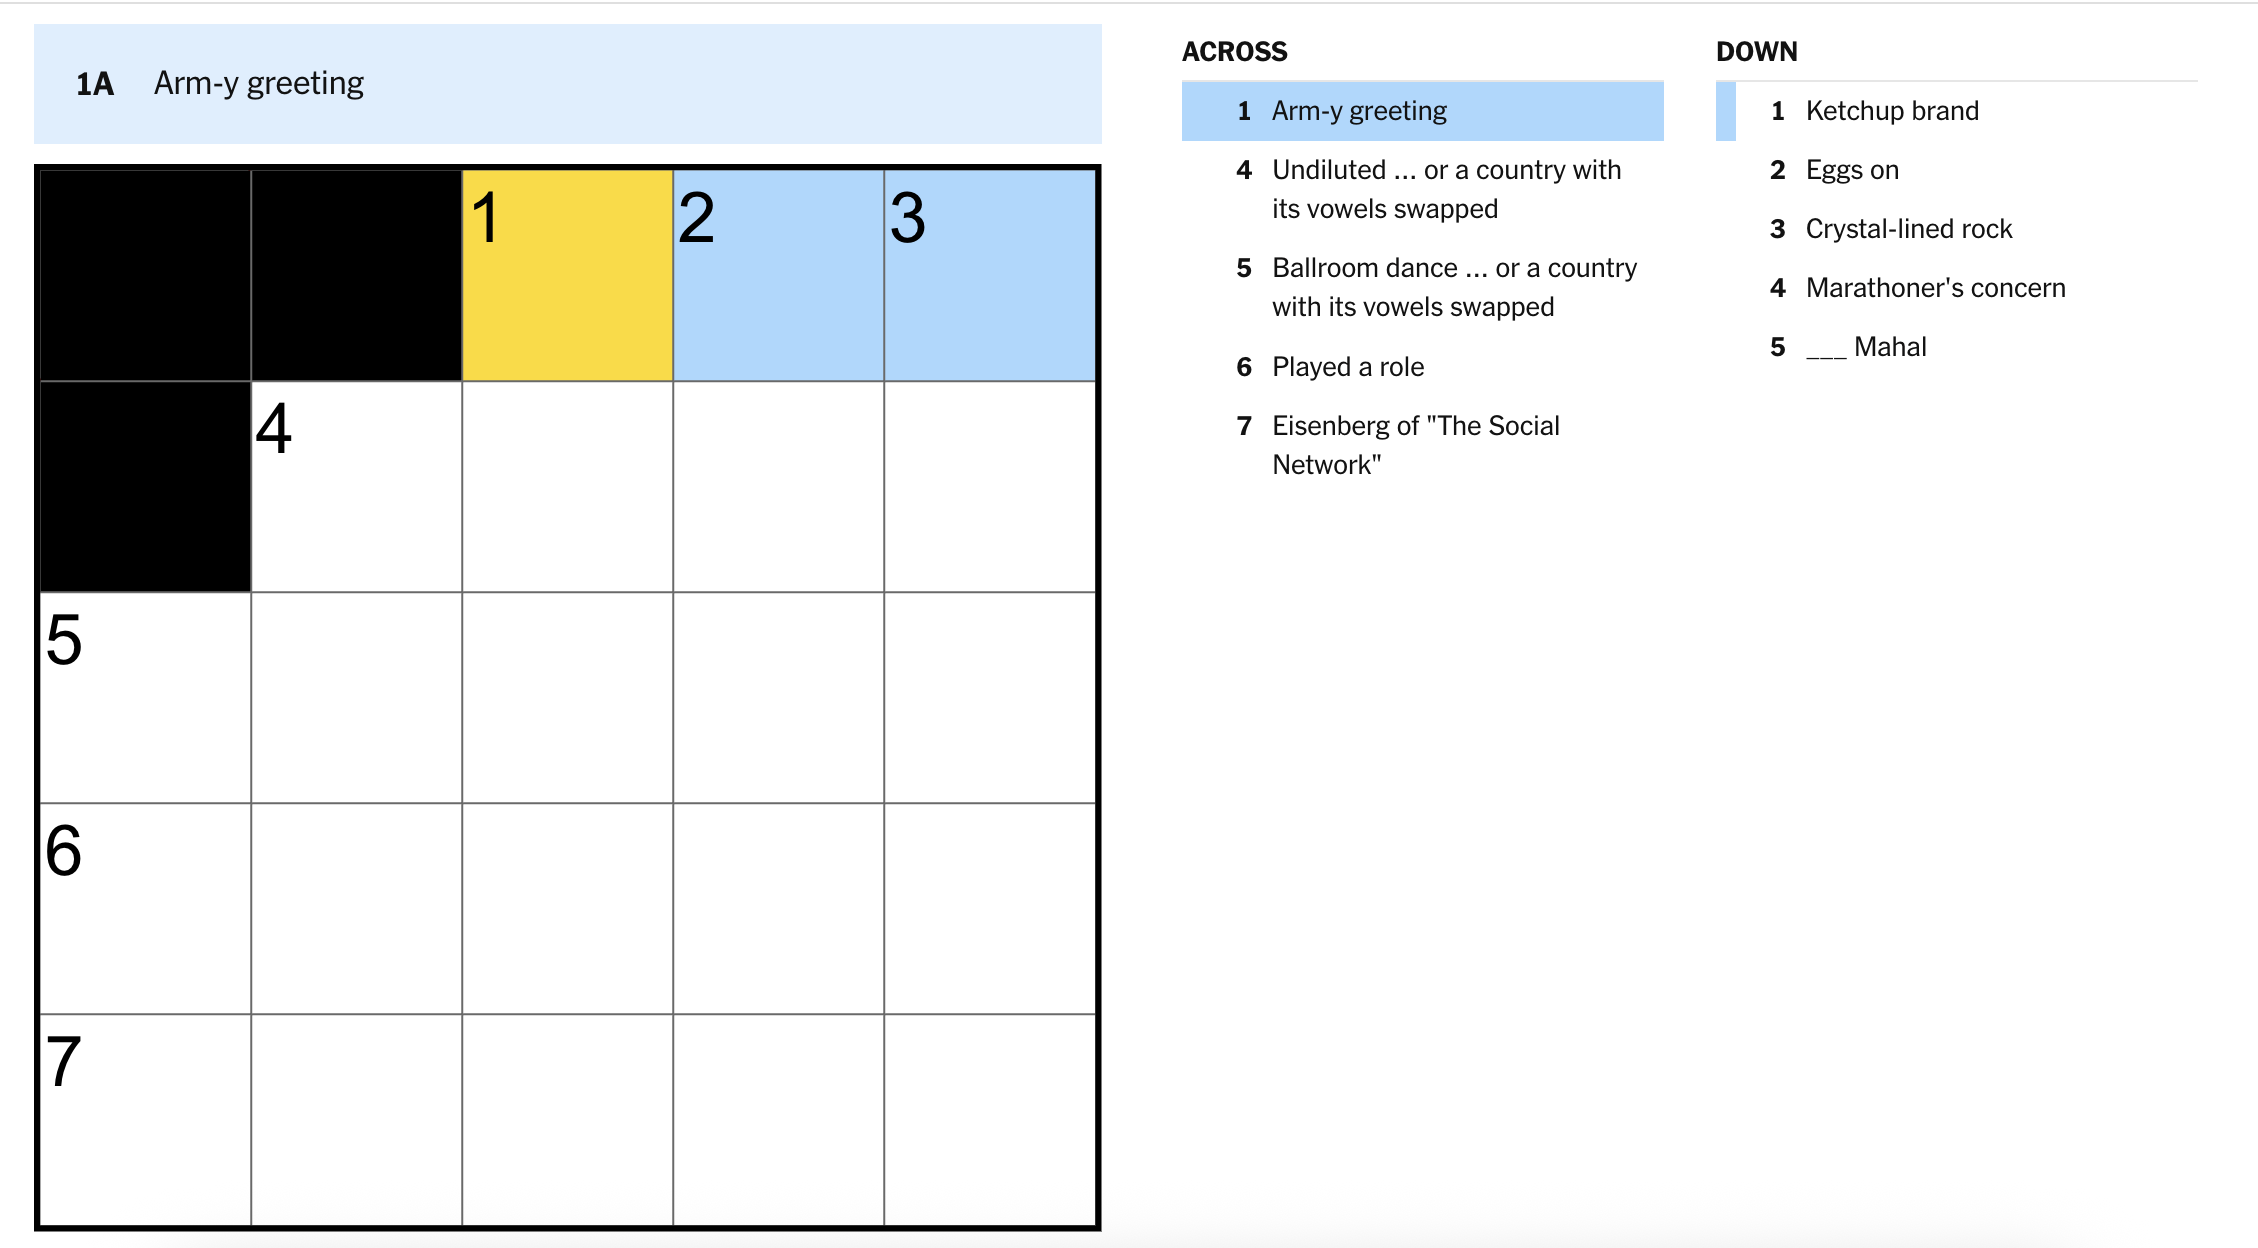 1A Arm-y greeting
1 2 3
4
5
6
7
ACROSS
1 Arm-y greeting
4 Undiluted ... or a country with
its vowels swapped
5 Ballroom dance ... or a country
with its vowels swapped
6 Played a role
7 Eisenberg of "The Social
Network"
DOWN
1 Ketchup brand
2 Eggs on
3 Crystal-lined rock
4 Marathoner's concern
5 ___ Mahal